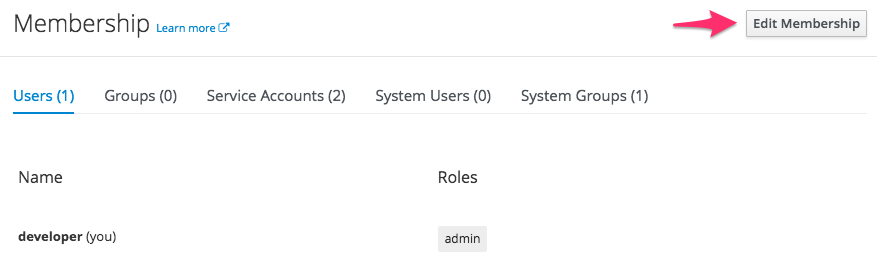 Membership Learn more
Edit Membership
Users (1) Groups (0) Service Accounts (2) System Users (0) System Groups (1)
Name Roles
developer (you) admin